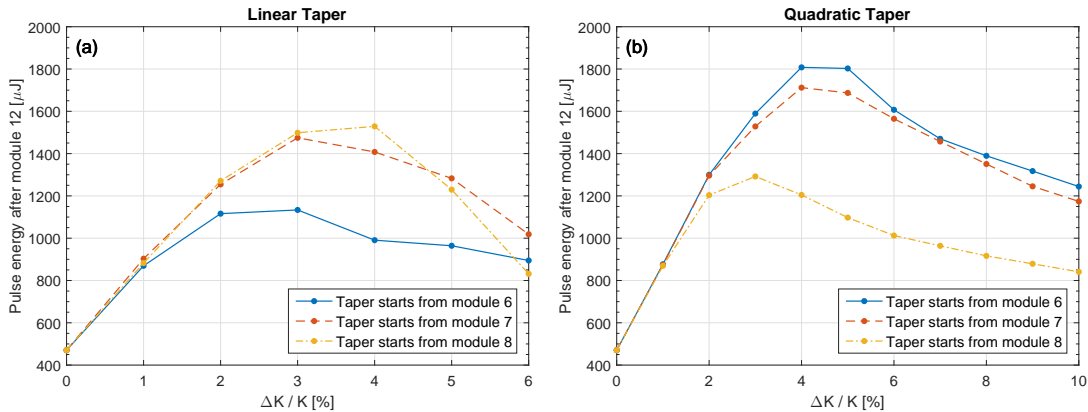 Linear Taper
(a)
2000
1800
1600
1400
1200
1000
800
600
400
Pulse energy after module 12 [μJ]
0 1 2 3 4 5 6
ΔK / K [%]
Taper starts from module 6
Taper starts from module 7
Taper starts from module 8
Quadratic Taper
(b)
2000
1800
1600
1400
1200
1000
800
600
400
Pulse energy after module 12 [μJ]
0 2 4 6 8 10
ΔK / K [%]
Taper starts from module 6
Taper starts from module 7
Taper starts from module 8